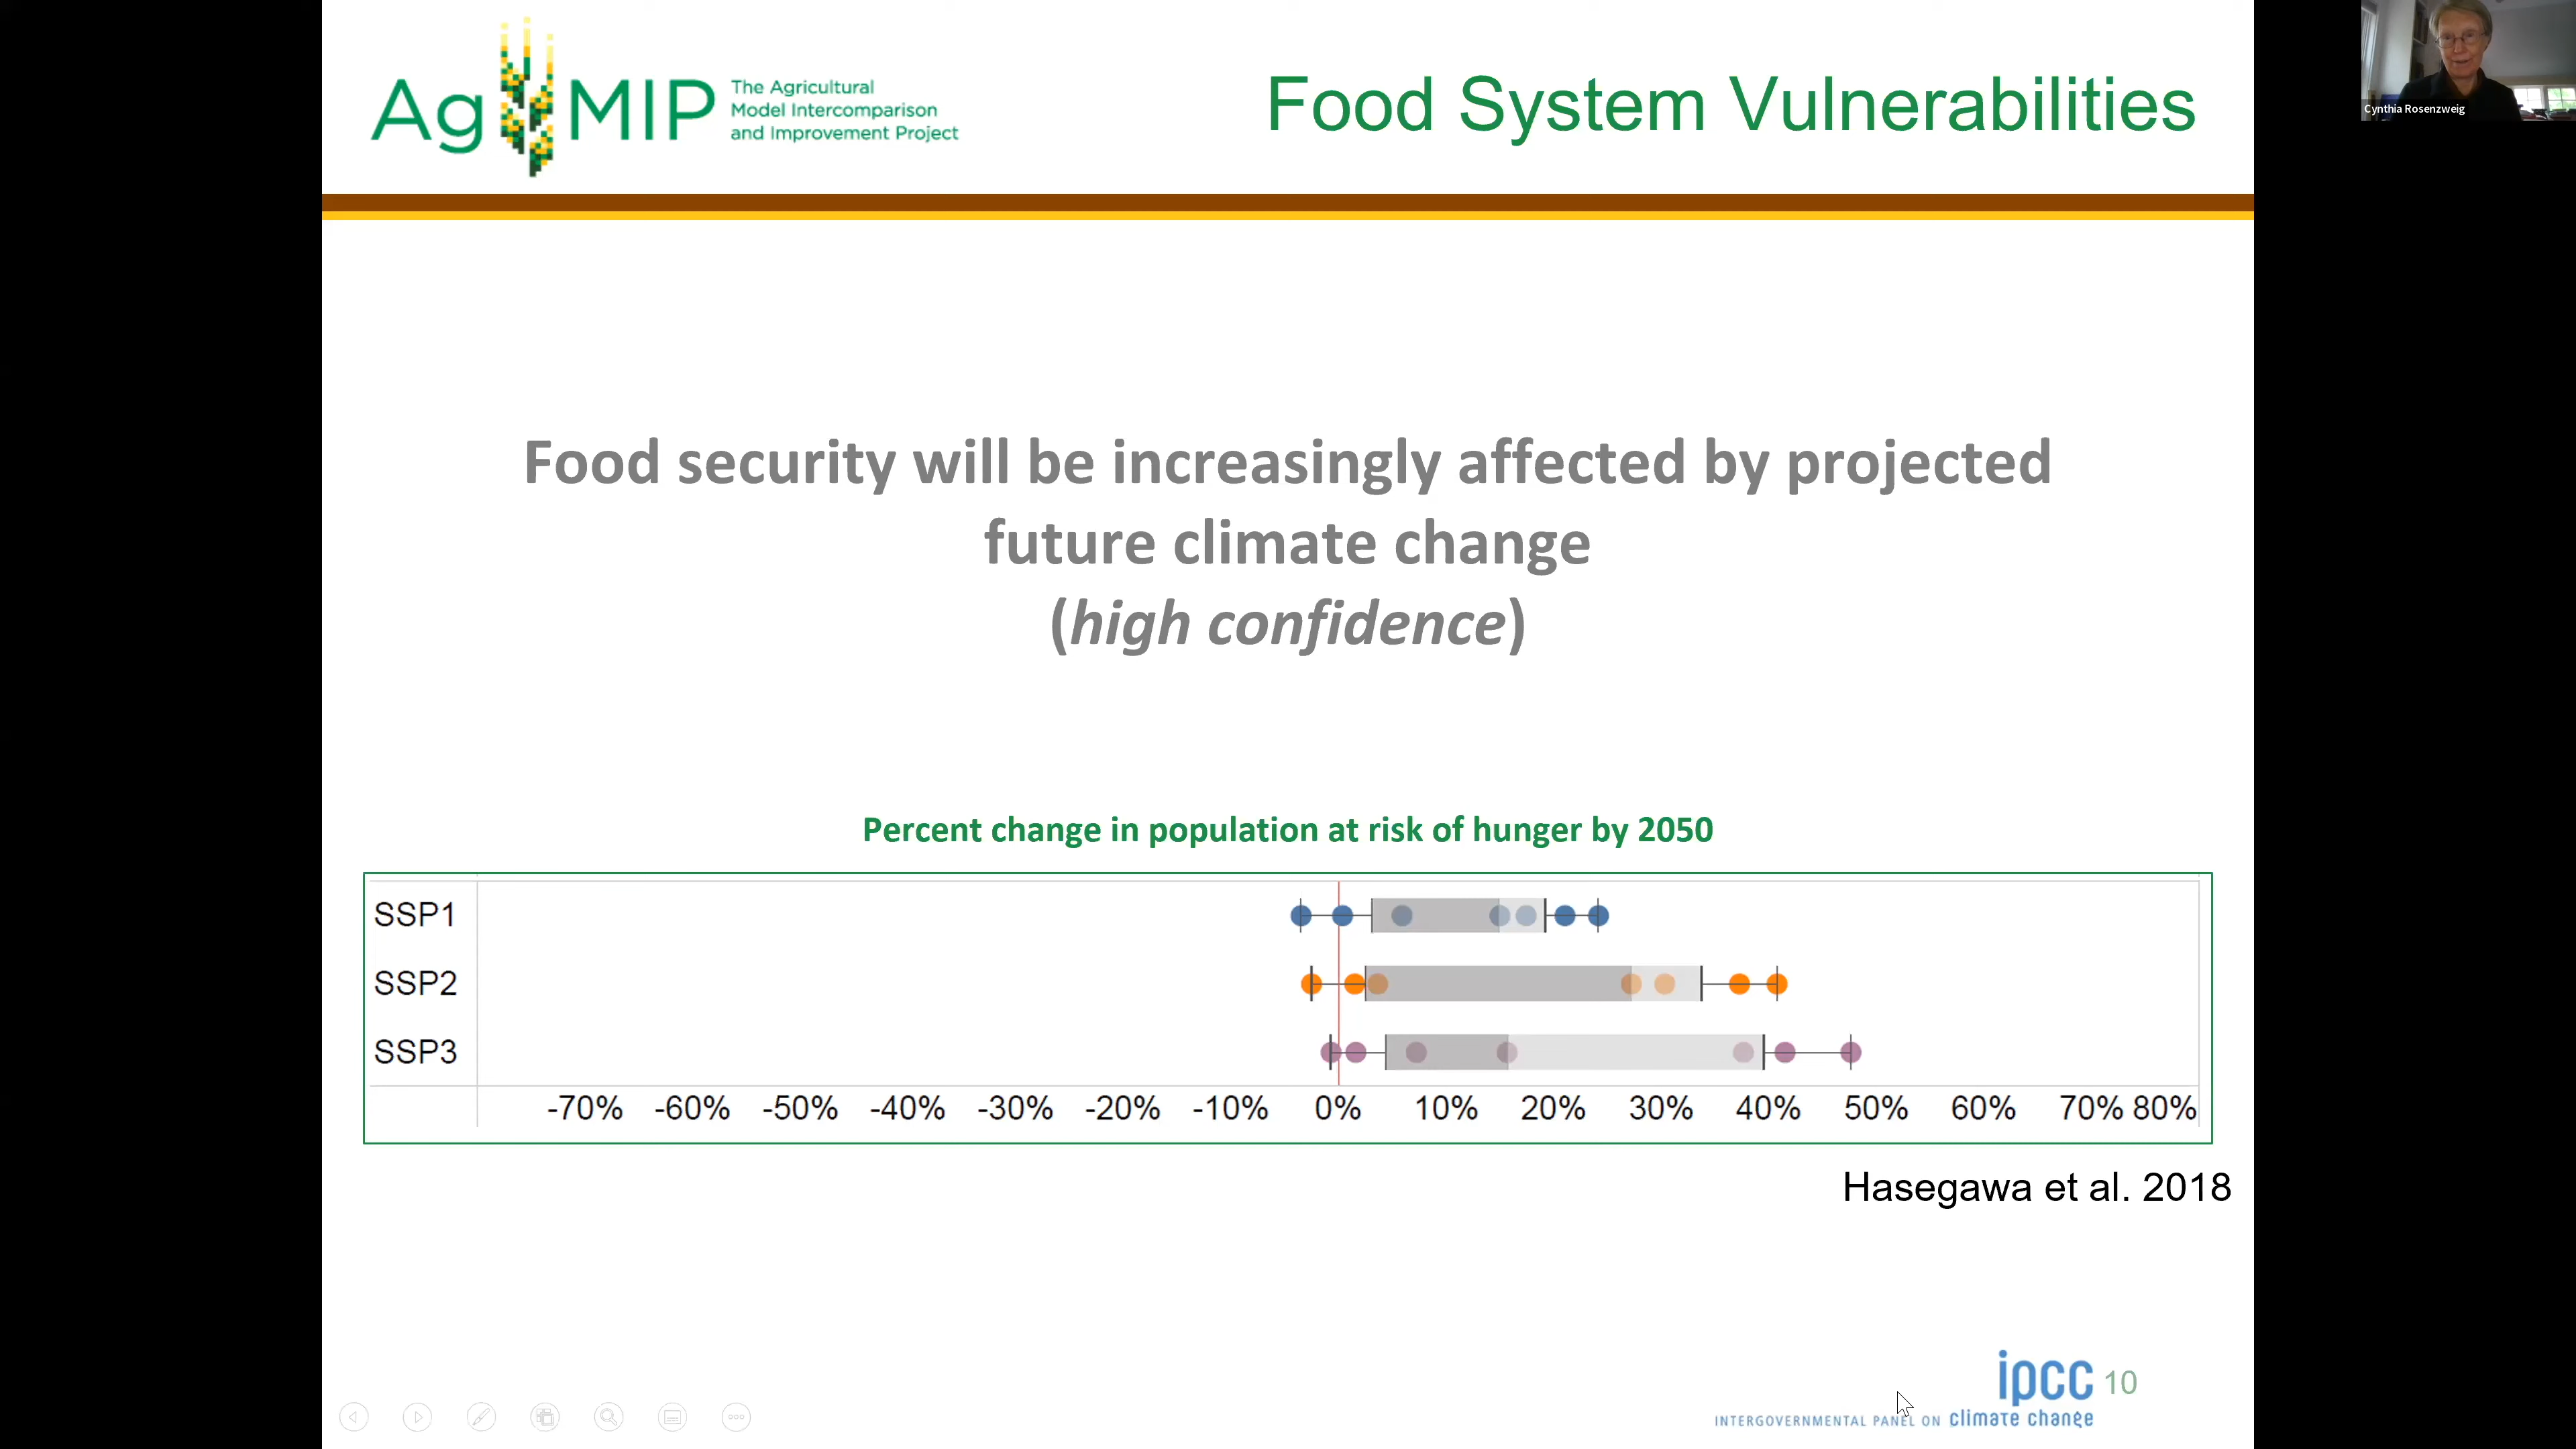 AgMIP
The Agricultural
Model Intercomparison
and Improvement Project
Food System Vulnerabilities
Cynthia Rosenzweig
Food security will be increasingly affected by projected
future climate change
(high confidence)
Percent change in population at risk of hunger by 2050
SSP1
SSP2
SSP3
-70% -60% -50% -40% -30% -20% -10% 0% 10% 20% 30% 40% 50% 60% 70% 80%
Hasegawa et al. 2018
ipcc 10
INTERGOVERNMENTAL PANEL ON climate change